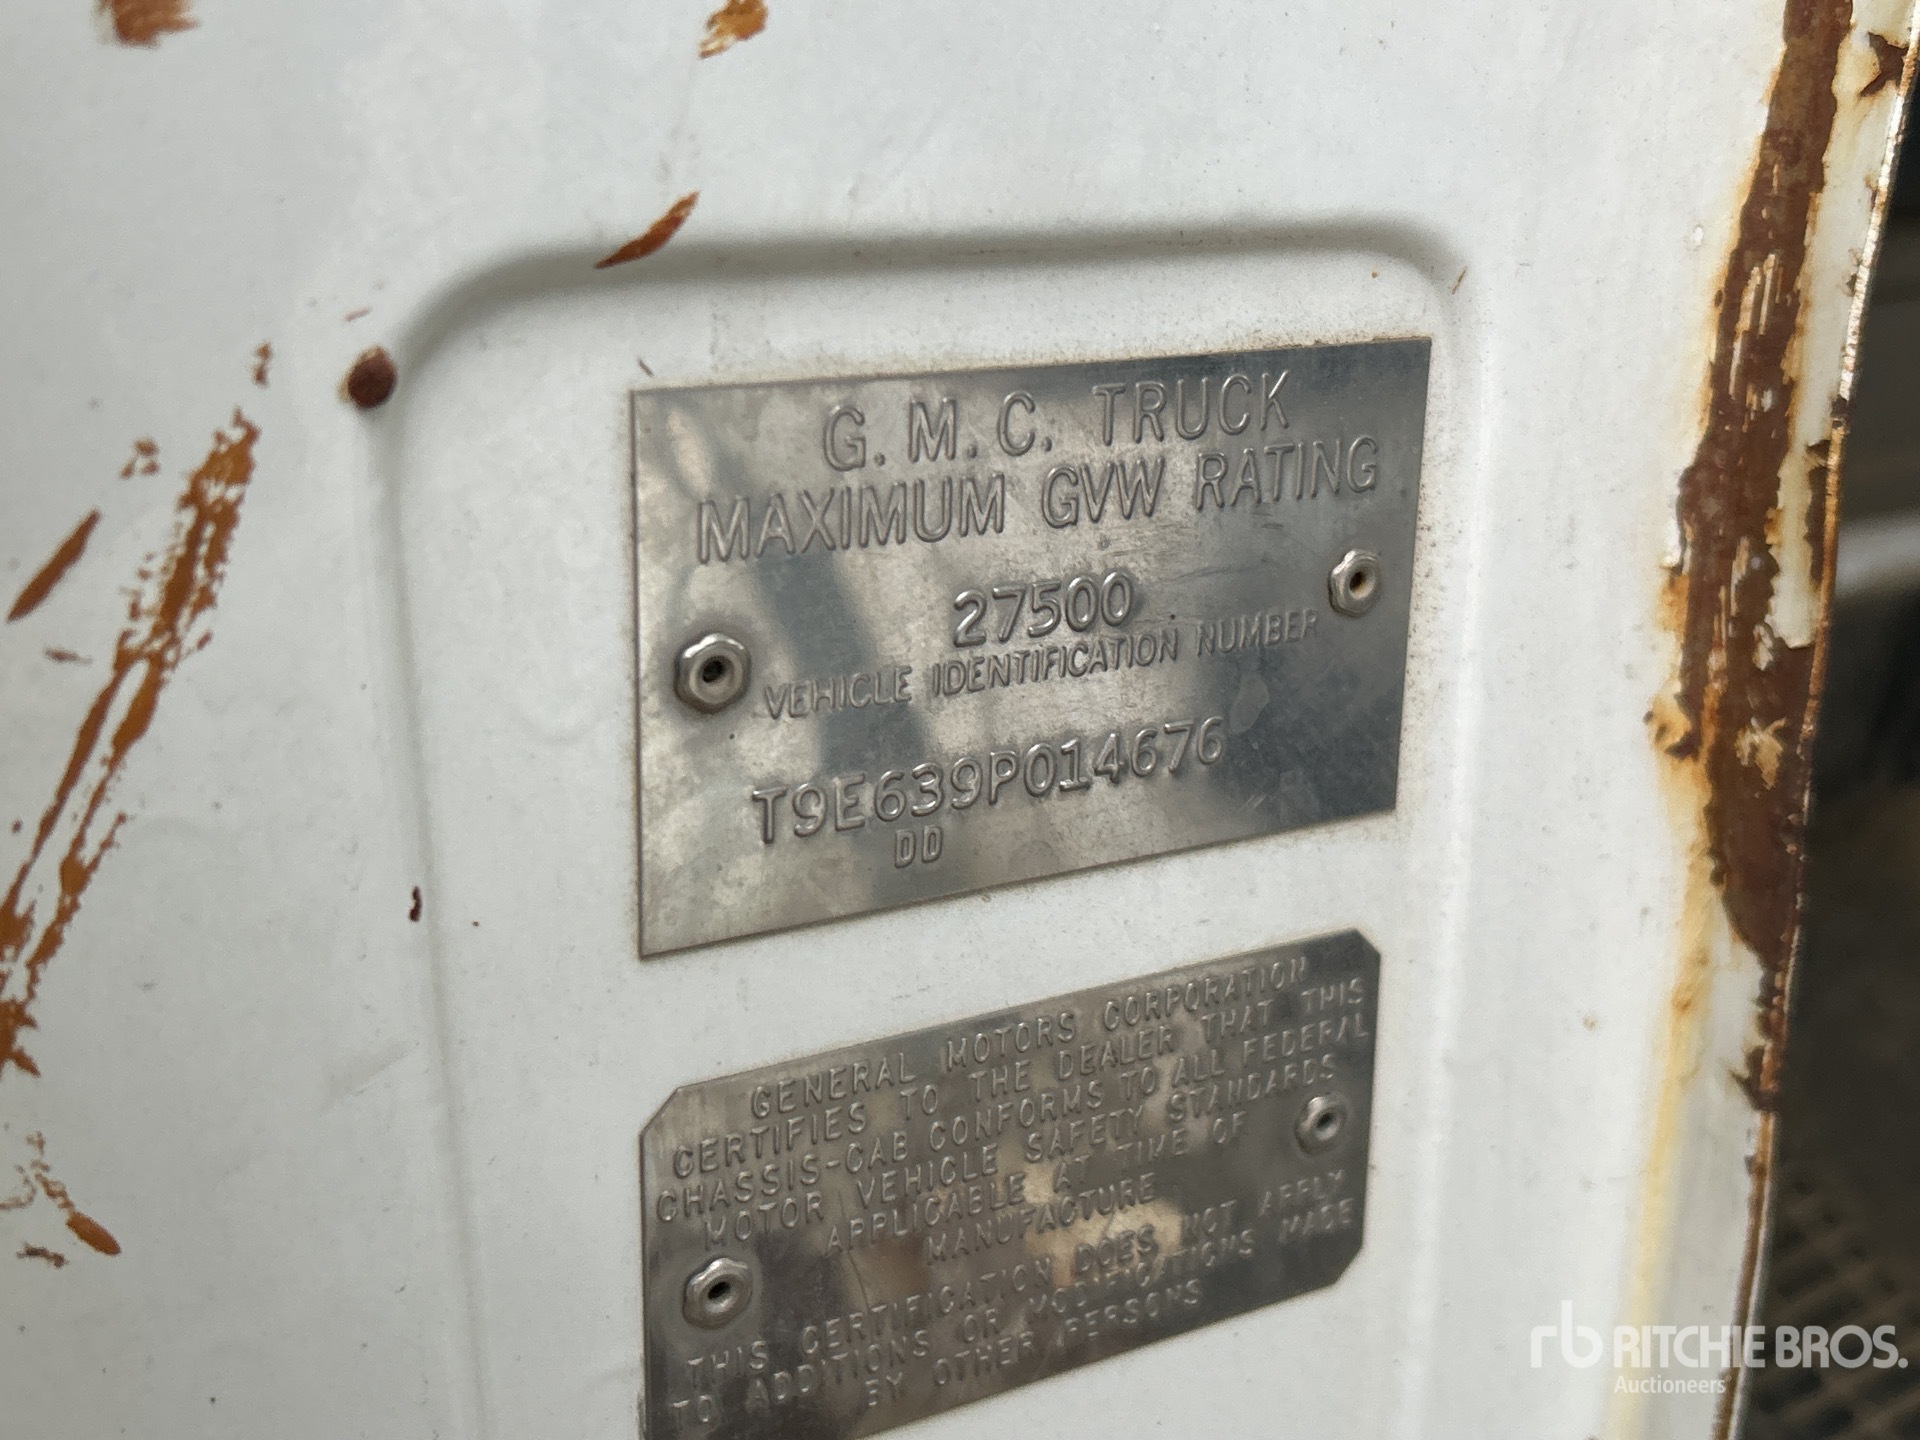 G.M.C. TRUCK
MAXIMUM GVW RATING
27500
VEHICLE IDENTIFICATION NUMBER
T9E639P014676
DD
GENERAL MOTORS CORPORATION
CERTIFIES TO THE DEALER THAT THIS
CHASSIS-CAB CONFORMS TO ALL FEDERAL
MOTOR VEHICLE SAFETY STANDARDS
APPLICABLE AT TIME OF
MANUFACTURE
THIS CERTIFICATION DOES NOT APPLY
TO ADDITIONS OR MODIFICATIONS MADE
BY OTHER PERSONS
rb RITCHIE BROS.
Auctioneers